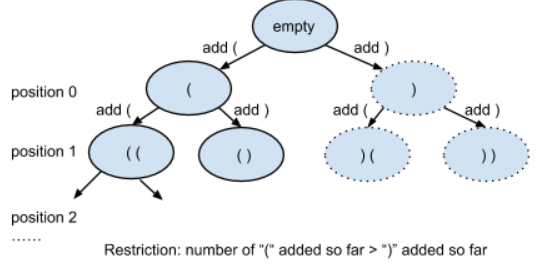 empty
add ( add )
position 0 ( )
add ( add ) add ( add )
position 1 ( ( ( ) ) ( ) )
position 2
......
Restriction: number of “(“ added so far > “)” added so far